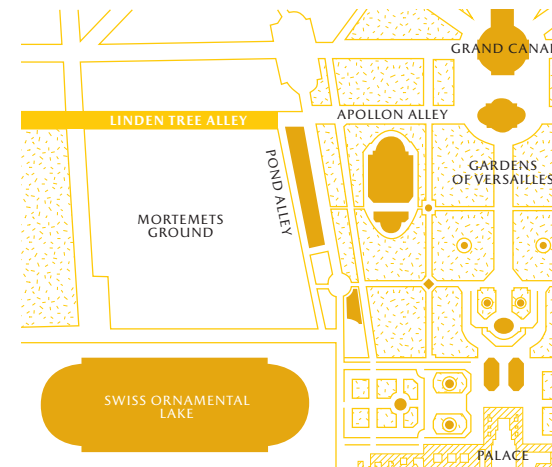 GRAND CANAL
LINDEN TREE ALLEY
APOLLON ALLEY
POND ALLEY
GARDENS
OF VERSAILLES
MORTEMETS
GROUND
SWISS ORNAMENTAL
LAKE
PALACE